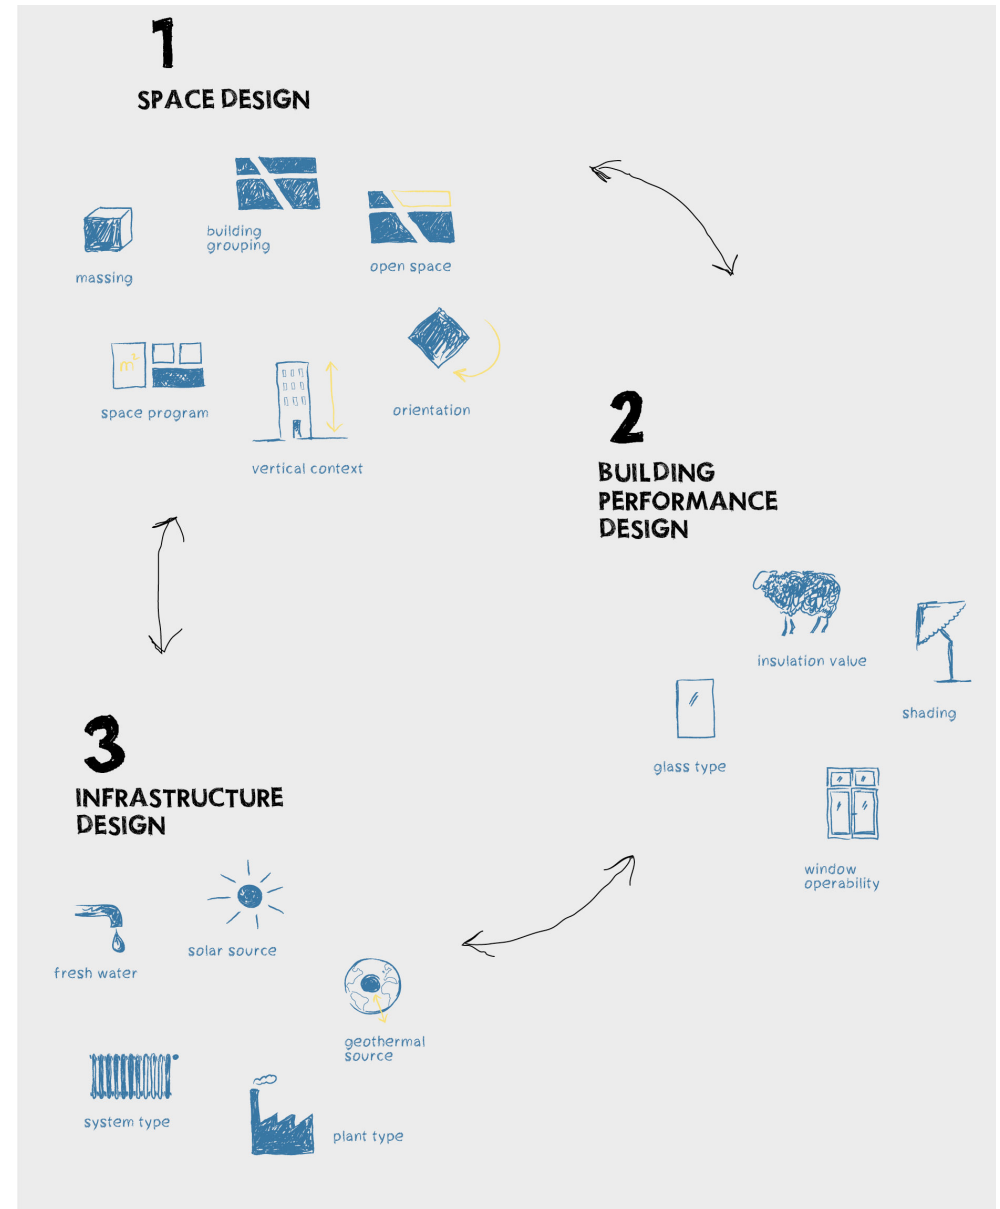 1
SPACE DESIGN
building
grouping
massing
open space
m²
space program
orientation
vertical context
2
BUILDING
PERFORMANCE
DESIGN
insulation value
shading
glass type
window
operability
3
INFRASTRUCTURE
DESIGN
solar source
fresh water
geothermal
source
system type
plant type